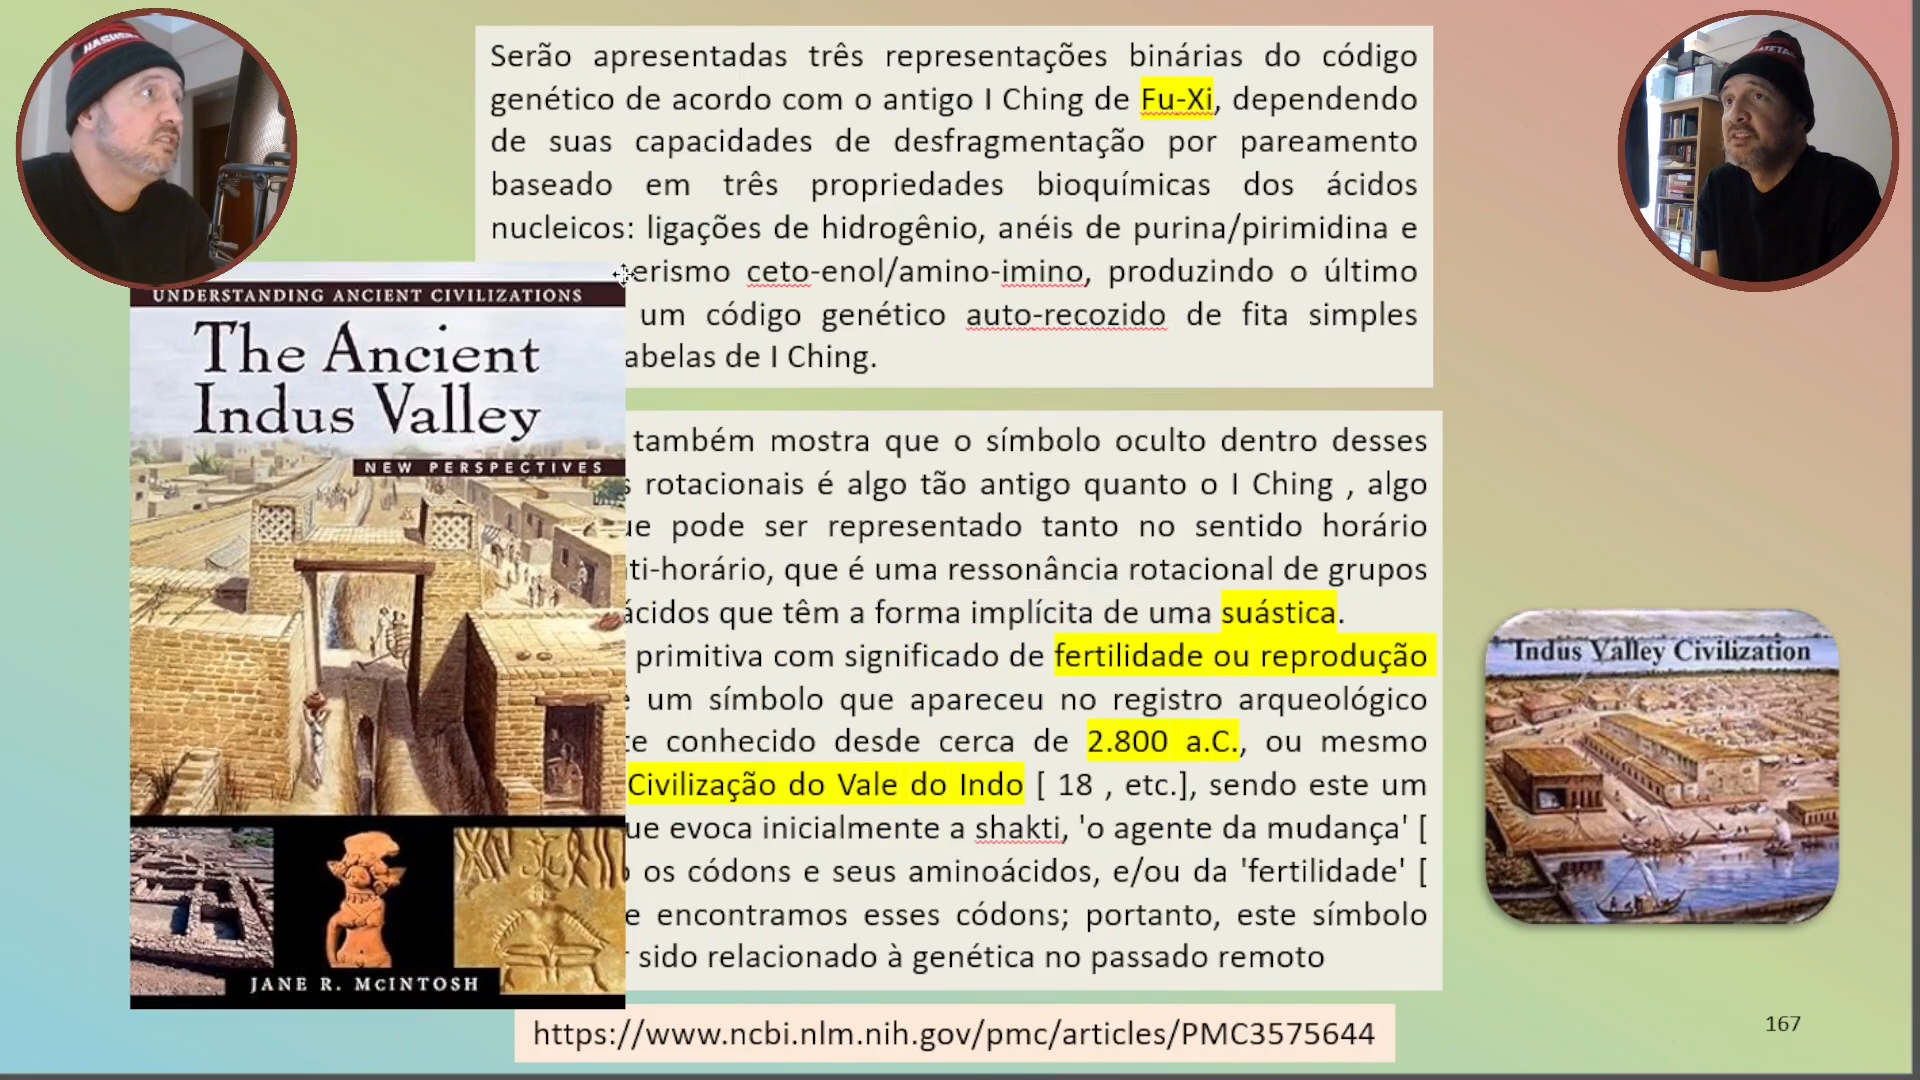 Serão apresentadas três representações binárias do código
genético de acordo com o antigo I Ching de Fu-Xi, dependendo
de suas capacidades de desfragmentação por pareamento
baseado em três propriedades bioquímicas dos ácidos
nucleicos: ligações de hidrogênio, anéis de purina/pirimidina e
erismo ceto-enol/amino-imino, produzindo o último
um código genético auto-recozido de fita simples
abelas de I Ching.
UNDERSTANDING ANCIENT CIVILIZATIONS
The Ancient
Indus Valley
NEW PERSPECTIVES
JANE R. McINTOSH
também mostra que o símbolo oculto dentro desses
rotacionais é algo tão antigo quanto o I Ching , algo
ue pode ser representado tanto no sentido horário
ti-horário, que é uma ressonância rotacional de grupos
ácidos que têm a forma implícita de uma suástica.
primitiva com significado de fertilidade ou reprodução
um símbolo que apareceu no registro arqueológico
te conhecido desde cerca de 2.800 a.C., ou mesmo
Civilização do Vale do Indo [ 18 , etc.], sendo este um
ue evoca inicialmente a shakti, 'o agente da mudança' [
os códons e seus aminoácidos, e/ou da 'fertilidade' [
e encontramos esses códons; portanto, este símbolo
sido relacionado à genética no passado remoto
Indus Valley Civilization
https://www.ncbi.nlm.nih.gov/pmc/articles/PMC3575644
167